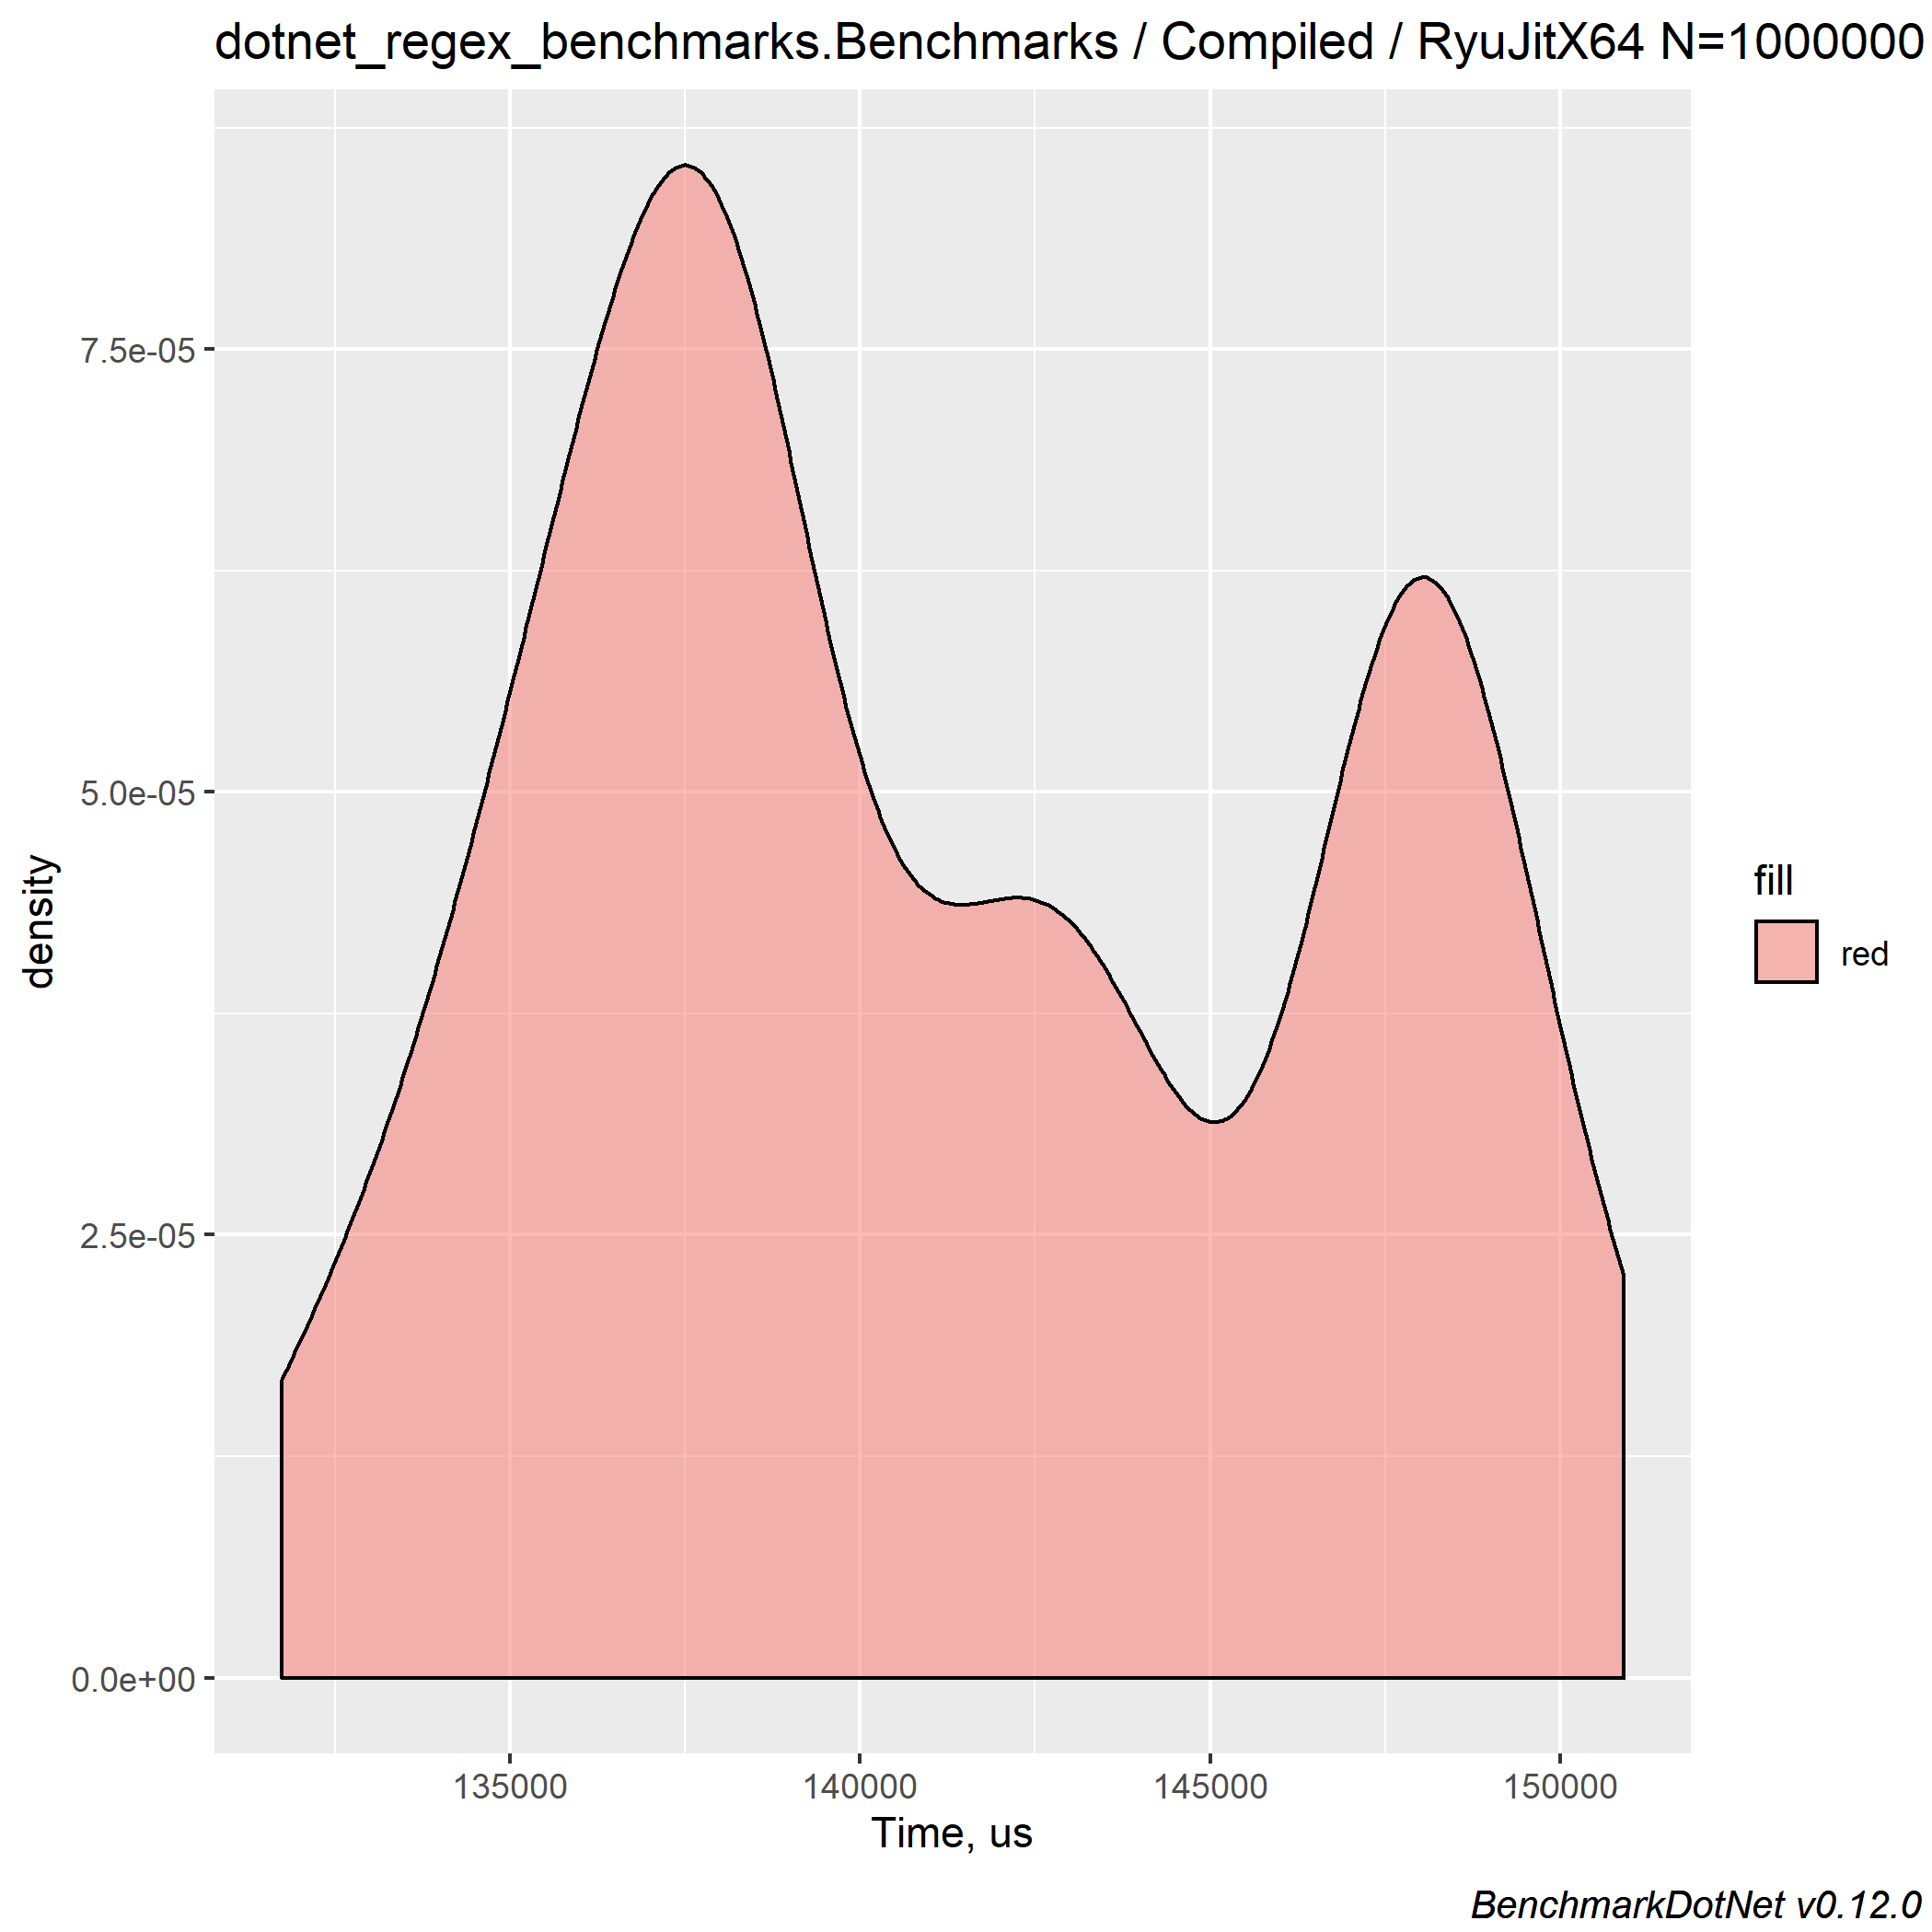 dotnet_regex_benchmarks.Benchmarks / Compiled / RyuJitX64 N=1000000
7.5e-05
5.0e-05
2.5e-05
0.0e+00
density
135000 140000 145000 150000
Time, us
fill
red
BenchmarkDotNet v0.12.0